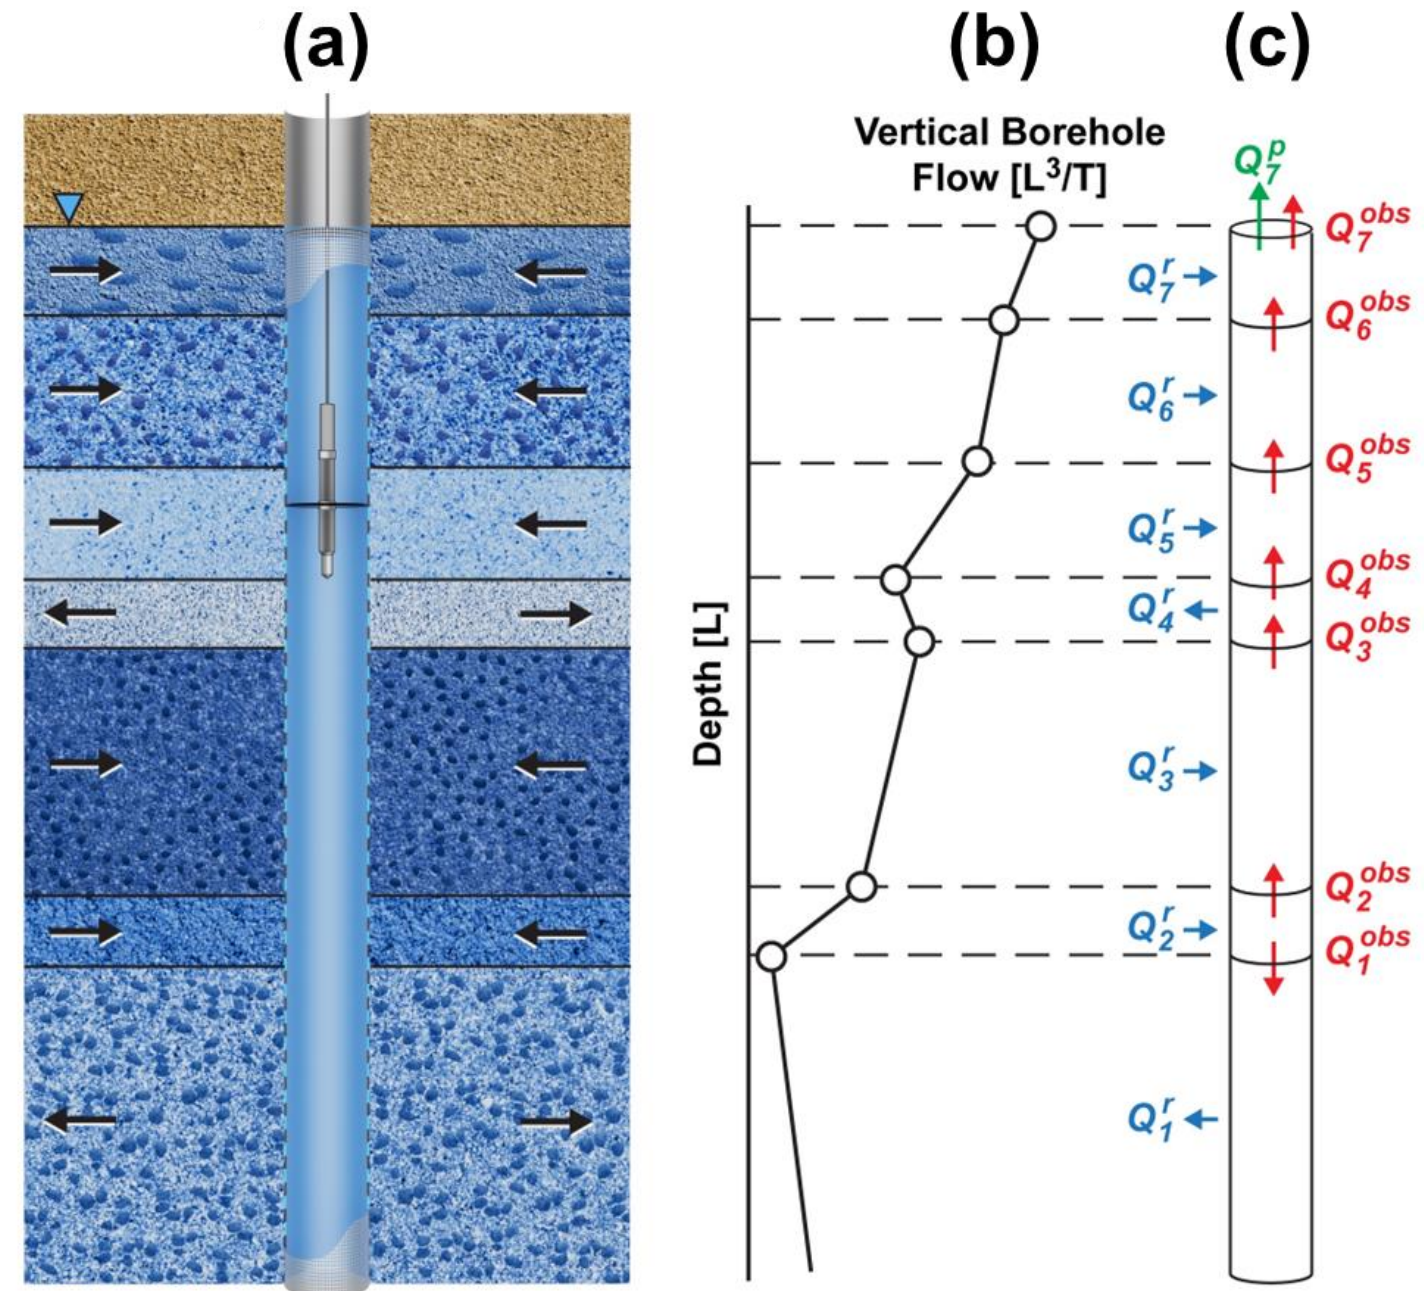 (a)
(b)
(c)
Vertical Borehole
Flow [L³/T]
Depth [L]
Q₇ᵖ
Q₇ᵒᵇˢ
Q₇ʳ
Q₆ᵒᵇˢ
Q₆ʳ
Q₅ᵒᵇˢ
Q₅ʳ
Q₄ᵒᵇˢ
Q₄ʳ
Q₃ᵒᵇˢ
Q₃ʳ
Q₂ᵒᵇˢ
Q₂ʳ
Q₁ᵒᵇˢ
Q₁ʳ